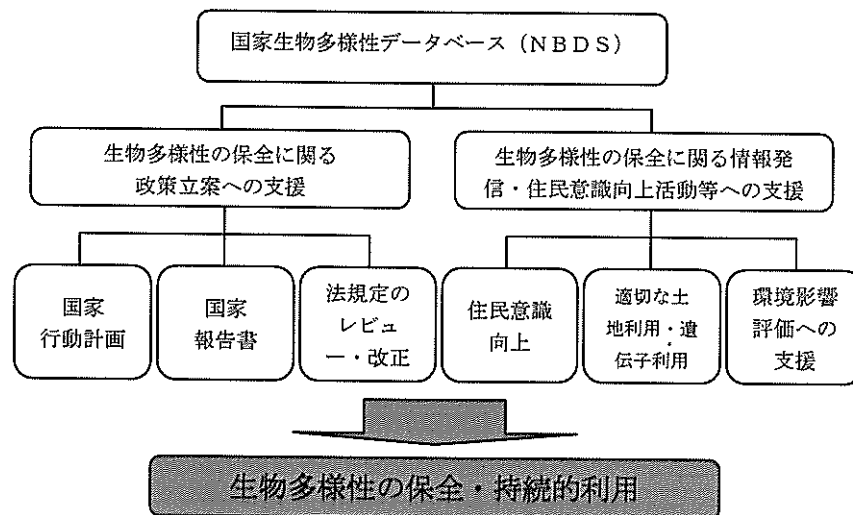 国家生物多様性データベース(NBDS)
生物多様性の保全に関る
政策立案への支援
生物多様性の保全に関る情報発
信・住民意識向上活動等への支援
国家
行動計画
国家
報告書
法規定の
レビュ
ー・改正
住民意識
向上
適切な土
地利用・遺
伝子利用
環境影響
評価への
支援
生物多様性の保全・持続的利用